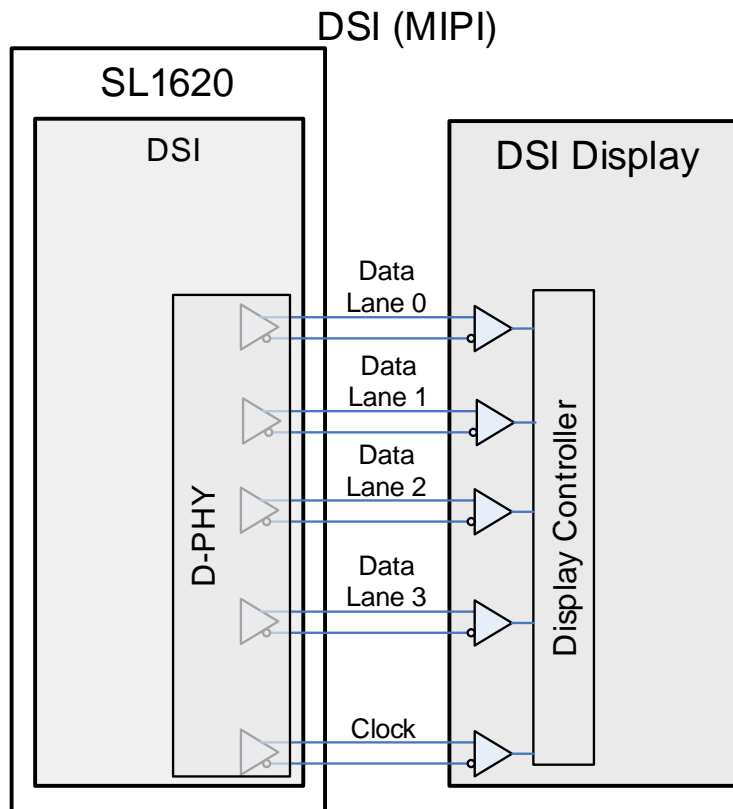 DSI (MIPI)
SL1620
DSI
DSI Display
Data
Lane 0
Data
Lane 1
Data
Lane 2
Data
Lane 3
Clock
D-PHY
Display Controller